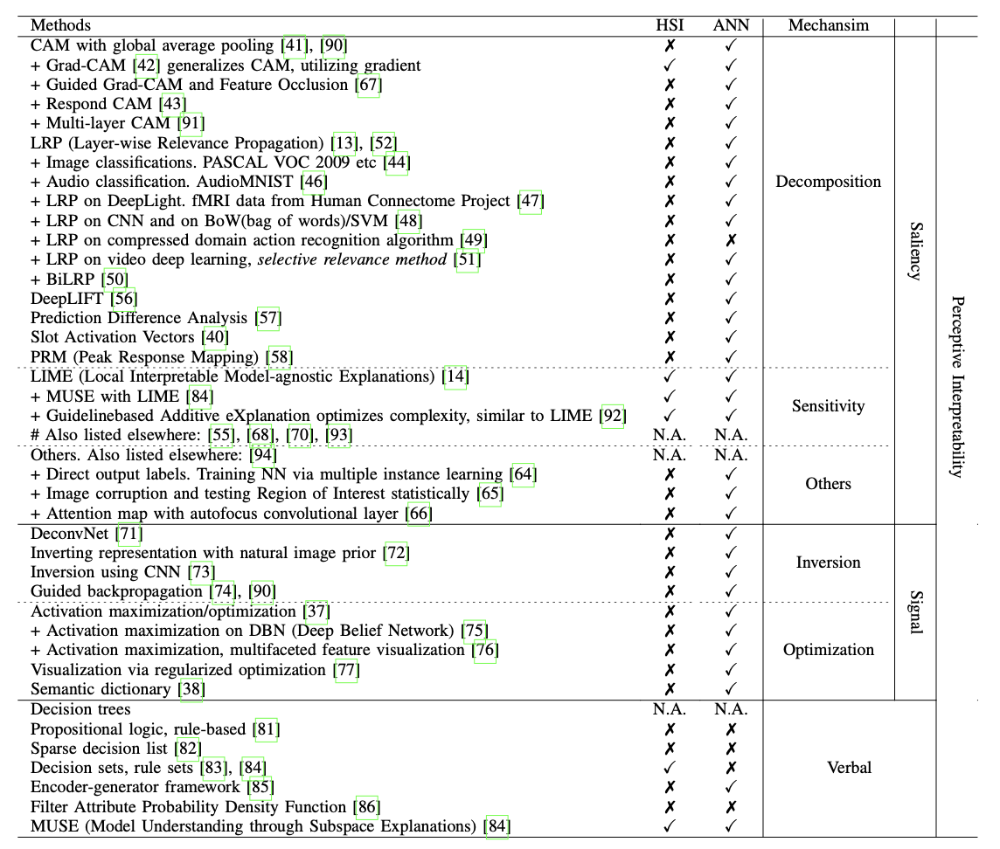 Methods HSI ANN Mechansim
CAM with global average pooling [41], [90] ✗ ✓
+ Grad-CAM [42] generalizes CAM, utilizing gradient ✓ ✓
+ Guided Grad-CAM and Feature Occlusion [67] ✗ ✓
+ Respond CAM [43] ✗ ✓
+ Multi-layer CAM [91] ✗ ✓
LRP (Layer-wise Relevance Propagation) [13], [52] ✗ ✓
+ Image classifications. PASCAL VOC 2009 etc [44] ✗ ✓
+ Audio classification. AudioMNIST [46] ✗ ✓
Decomposition
+ LRP on DeepLight. fMRI data from Human Connectome Project [47] ✗ ✓
+ LRP on CNN and on BoW(bag of words)/SVM [48] ✗ ✓
+ LRP on compressed domain action recognition algorithm [49] ✗ ✗
+ LRP on video deep learning, selective relevance method [51] ✗ ✓
+ BiLRP [50] ✗ ✓
DeepLIFT [56] ✗ ✓
Prediction Difference Analysis [57] ✗ ✓
Slot Activation Vectors [40] ✗ ✓
PRM (Peak Response Mapping) [58] ✗ ✓
Saliency
LIME (Local Interpretable Model-agnostic Explanations) [14] ✓ ✓
+ MUSE with LIME [84] ✓ ✓
Sensitivity
+ Guidelinebased Additive eXplanation optimizes complexity, similar to LIME [92] ✓ ✓
# Also listed elsewhere: [55], [68], [70], [93] N.A. N.A.
Others. Also listed elsewhere: [94] N.A. N.A.
+ Direct output labels. Training NN via multiple instance learning [64] ✗ ✓
Others
+ Image corruption and testing Region of Interest statistically [65] ✗ ✓
+ Attention map with autofocus convolutional layer [66] ✗ ✓
Perceptive Interpretability
DeconvNet [71] ✗ ✓
Inverting representation with natural image prior [72] ✗ ✓
Inversion
Inversion using CNN [73] ✗ ✓
Guided backpropagation [74], [90] ✗ ✓
Signal
Activation maximization/optimization [37] ✗ ✓
+ Activation maximization on DBN (Deep Belief Network) [75] ✗ ✓
+ Activation maximization, multifaceted feature visualization [76] ✗ ✓
Optimization
Visualization via regularized optimization [77] ✗ ✓
Semantic dictionary [38] ✗ ✓
Decision trees N.A. N.A.
Propositional logic, rule-based [81] ✗ ✗
Sparse decision list [82] ✗ ✗
Decision sets, rule sets [83], [84] ✓ ✗
Verbal
Encoder-generator framework [85] ✗ ✓
Filter Attribute Probability Density Function [86] ✗ ✗
MUSE (Model Understanding through Subspace Explanations) [84] ✓ ✓